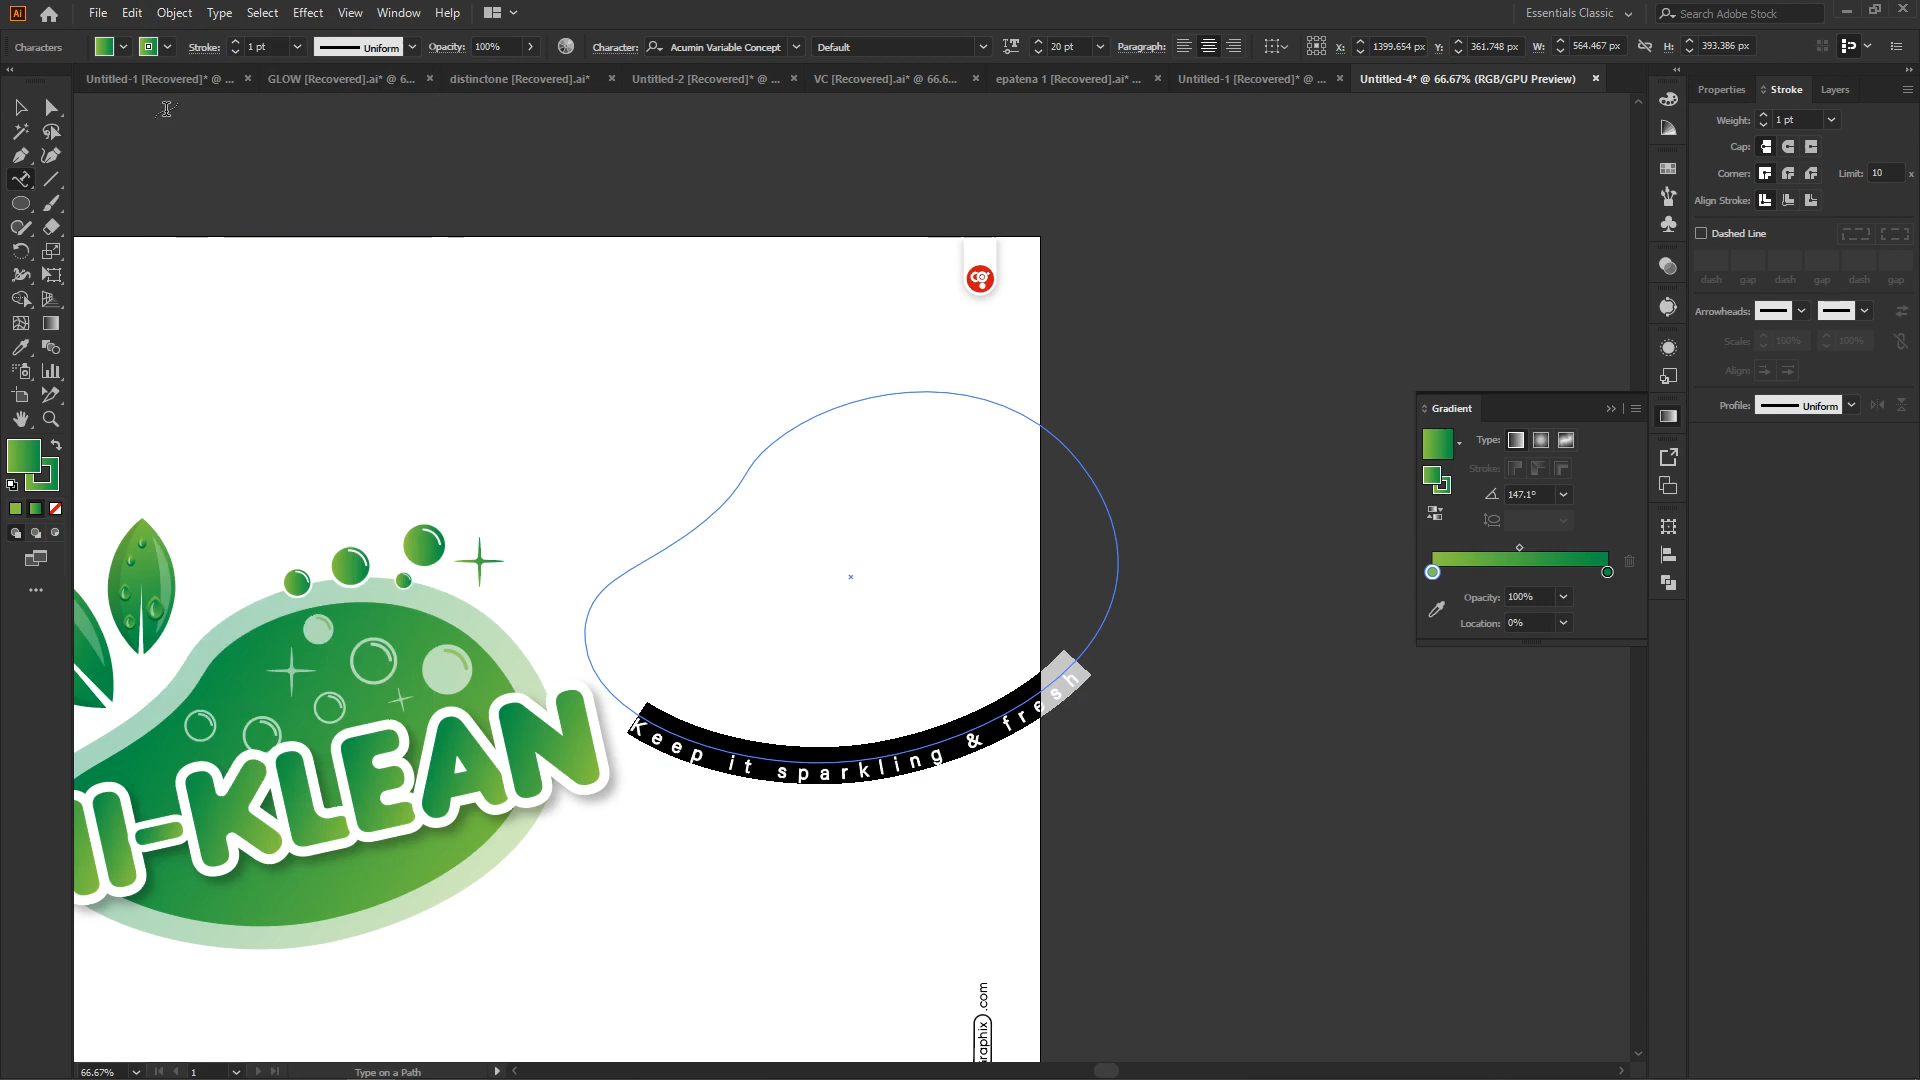 Ai File Edit Object Type Select Effect View Window Help Essentials Classic Search Adobe Stock
Characters Stroke: 1 pt Uniform Opacity: 100% Character: Acumin Variable Concept Default 20 pt Paragraph: X: 1399.654 px Y: 361.748 px W: 564.467 px H: 393.386 px
Untitled-1 [Recovered]* @ ... GLOW [Recovered].ai* @ 6... distinctone [Recovered].ai* Untitled-2 [Recovered]* @ ... VC [Recovered].ai* @ 66.6... epatena 1 [Recovered].ai* ... Untitled-1 [Recovered]* @ ... Untitled-4* @ 66.67% (RGB/GPU Preview)
Properties Stroke Layers
Weight: 1 pt
Cap:
Corner: Limit: 10 x
Align Stroke:
Dashed Line
dash gap dash gap dash gap
Arrowheads:
Scale: 100% 100%
Align:
Profile: Uniform
Gradient
Type:
Stroke:
147.1°
Opacity: 100%
Location: 0%
I-KLEAN
Keep it sparkling & fresh
raphix .com
66.67% 1 Type on a Path